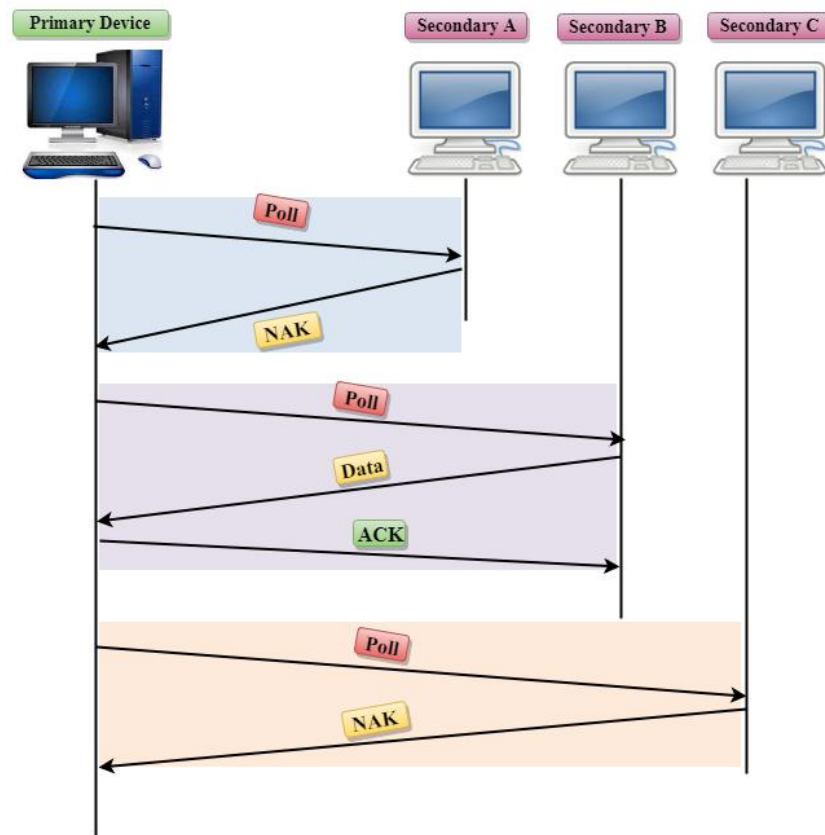 Primary Device
Secondary A
Secondary B
Secondary C
Poll
NAK
Poll
Data
ACK
Poll
NAK